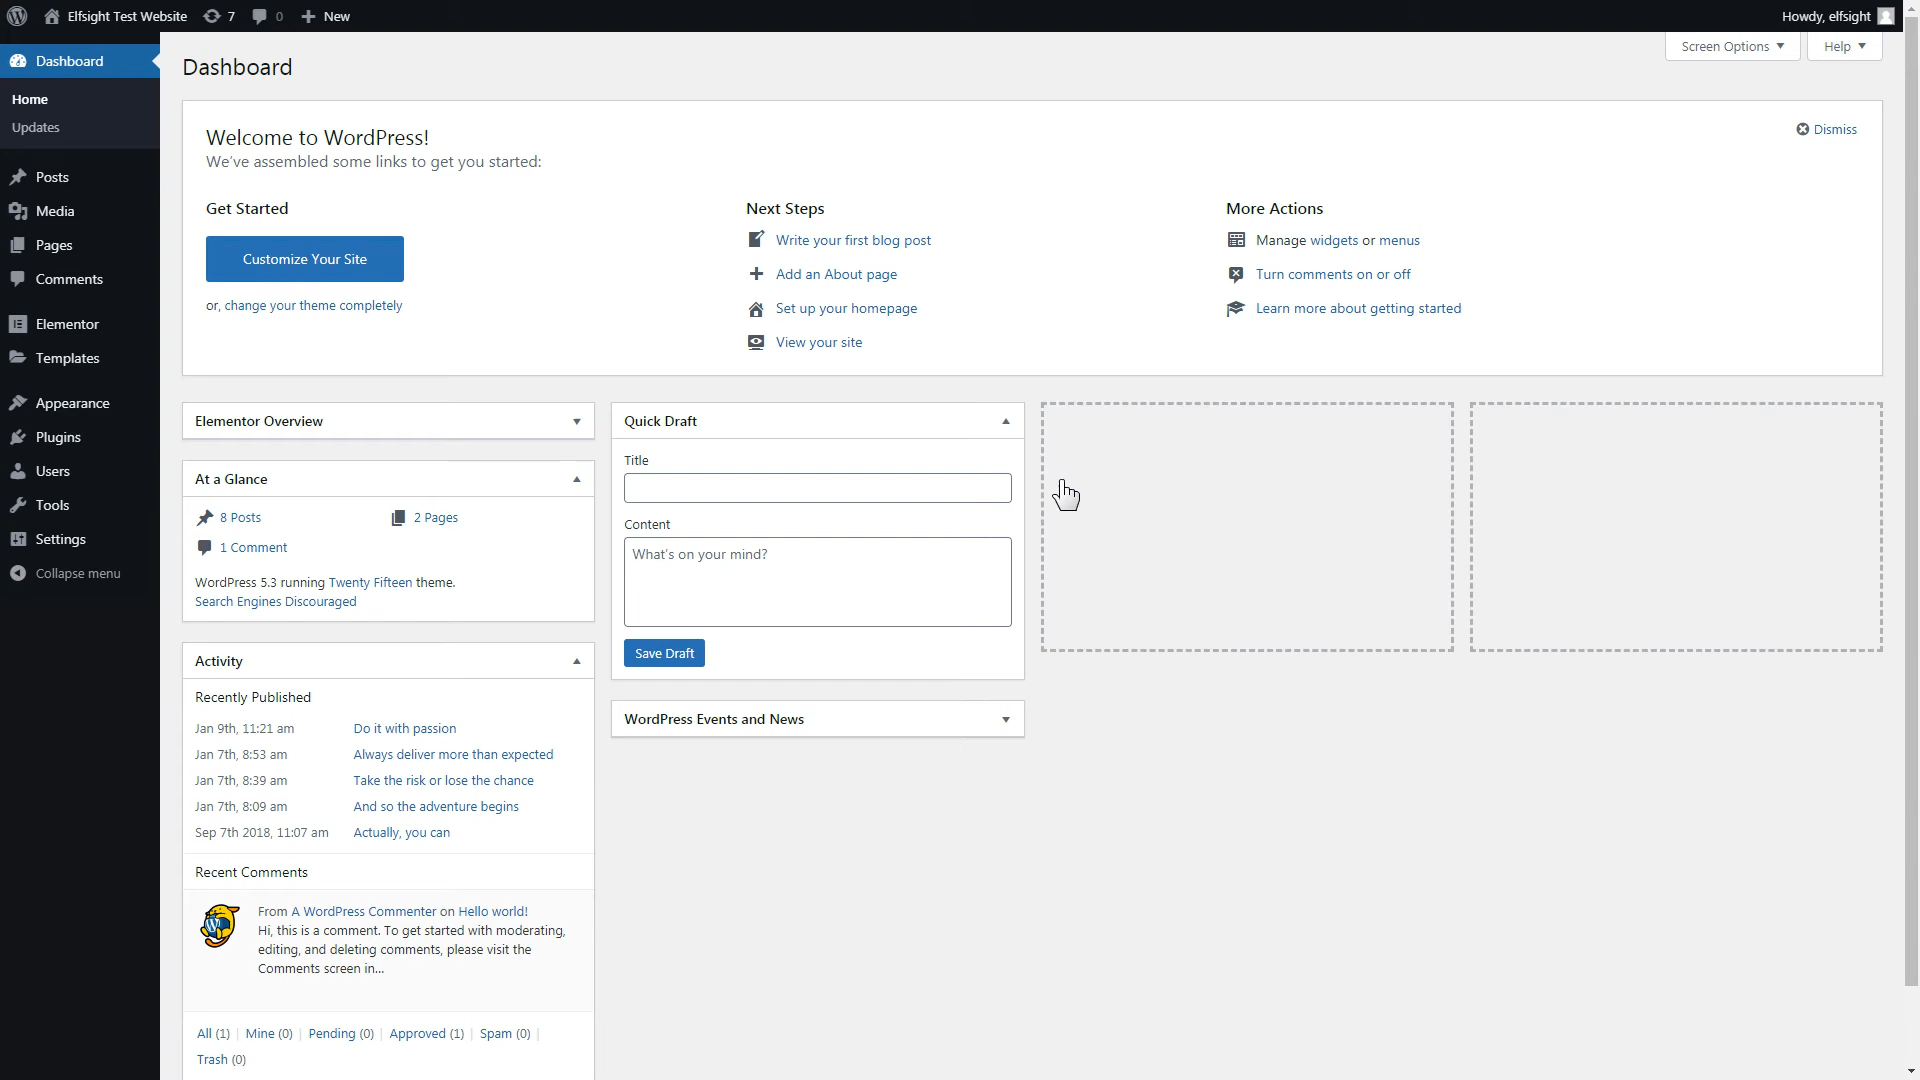 Elfsight Test Website 7 0 New Howdy, elfsight
Screen Options Help
Dashboard
Home
Updates
Posts
Media
Pages
Comments
Elementor
Templates
Appearance
Plugins
Users
Tools
Settings
Collapse menu
Dashboard
Welcome to WordPress!
We've assembled some links to get you started:
Dismiss
Get Started
Customize Your Site
or, change your theme completely
Next Steps
Write your first blog post
Add an About page
Set up your homepage
View your site
More Actions
Manage widgets or menus
Turn comments on or off
Learn more about getting started
Elementor Overview
At a Glance
8 Posts 2 Pages
1 Comment
WordPress 5.3 running Twenty Fifteen theme.
Search Engines Discouraged
Activity
Recently Published
Jan 9th, 11:21 am Do it with passion
Jan 7th, 8:53 am Always deliver more than expected
Jan 7th, 8:39 am Take the risk or lose the chance
Jan 7th, 8:09 am And so the adventure begins
Sep 7th 2018, 11:07 am Actually, you can
Recent Comments
From A WordPress Commenter on Hello world!
Hi, this is a comment. To get started with moderating,
editing, and deleting comments, please visit the
Comments screen in...
All (1) | Mine (0) | Pending (0) | Approved (1) | Spam (0) |
Trash (0)
Quick Draft
Title
Content
What's on your mind?
Save Draft
WordPress Events and News